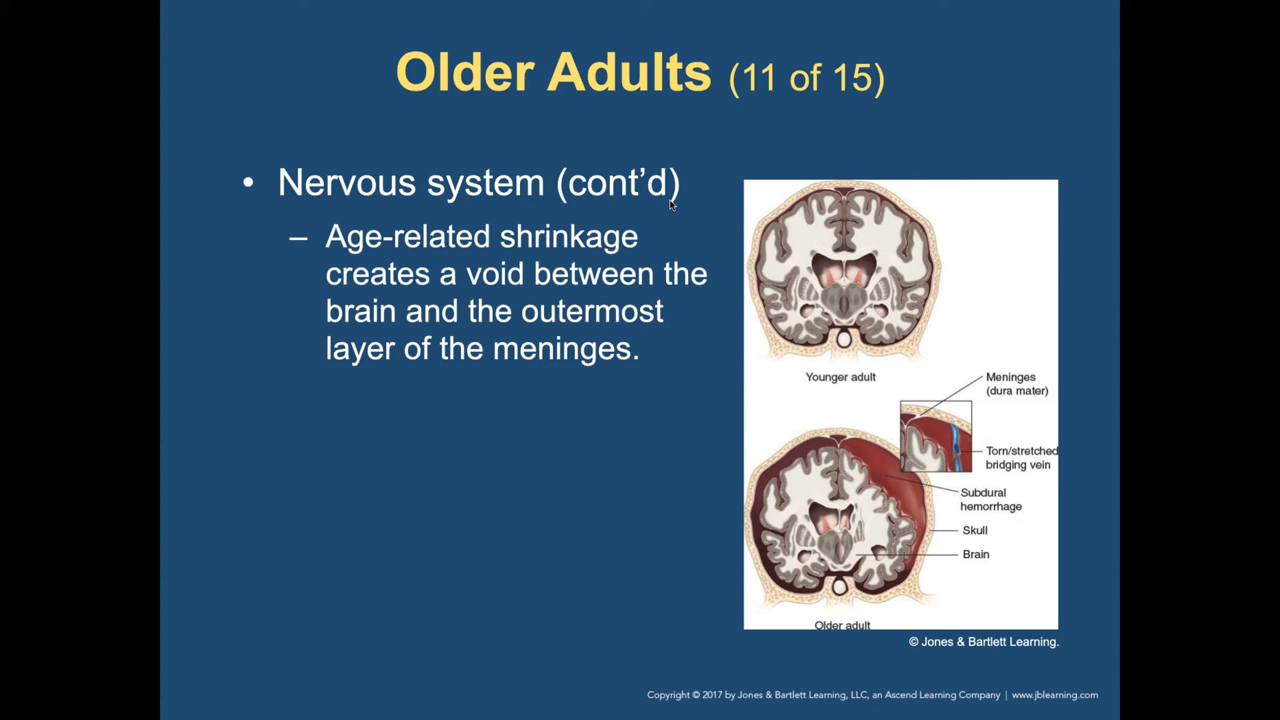 Older Adults (11 of 15)
• Nervous system (cont’d)
– Age-related shrinkage
creates a void between the
brain and the outermost
layer of the meninges.
Younger adult
Meninges
(dura mater)
Torn/stretched
bridging vein
Subdural
hemorrhage
Skull
Brain
Older adult
© Jones & Bartlett Learning.
Copyright © 2017 by Jones & Bartlett Learning, LLC, an Ascend Learning Company | www.jblearning.com